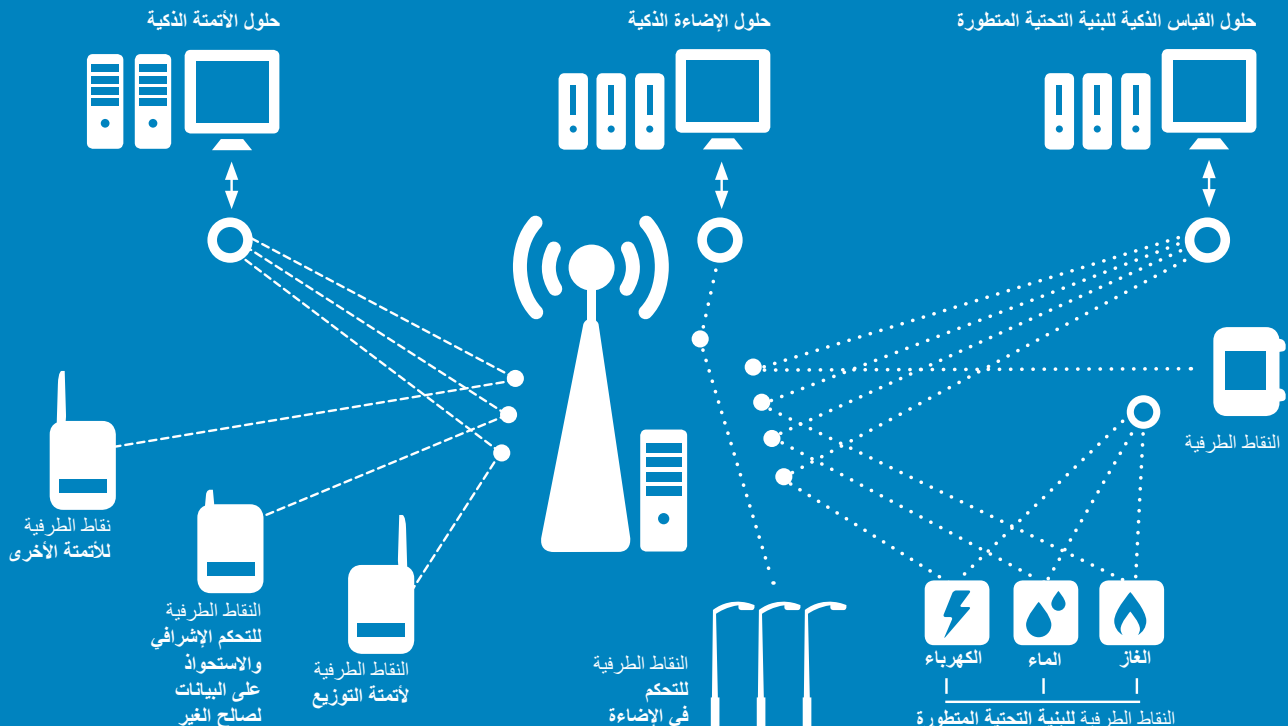 حلول القياس الذكية للبنية التحتية المتطورة
حلول الإضاءة الذكية
حلول الأتمتة الذكية
النقاط الطرفية
نقاط الطرفية
للأتمتة الأخرى
النقاط الطرفية
للتحكم الإشرافي
والاستحواذ
على البيانات
لصالح الغير
النقاط الطرفية
لأتمتة التوزيع
النقاط الطرفية
للتحكم
في الإضاءة
الغاز
الماء
الكهرباء
النقاط الطرفية للبنية التحتية المتطورة